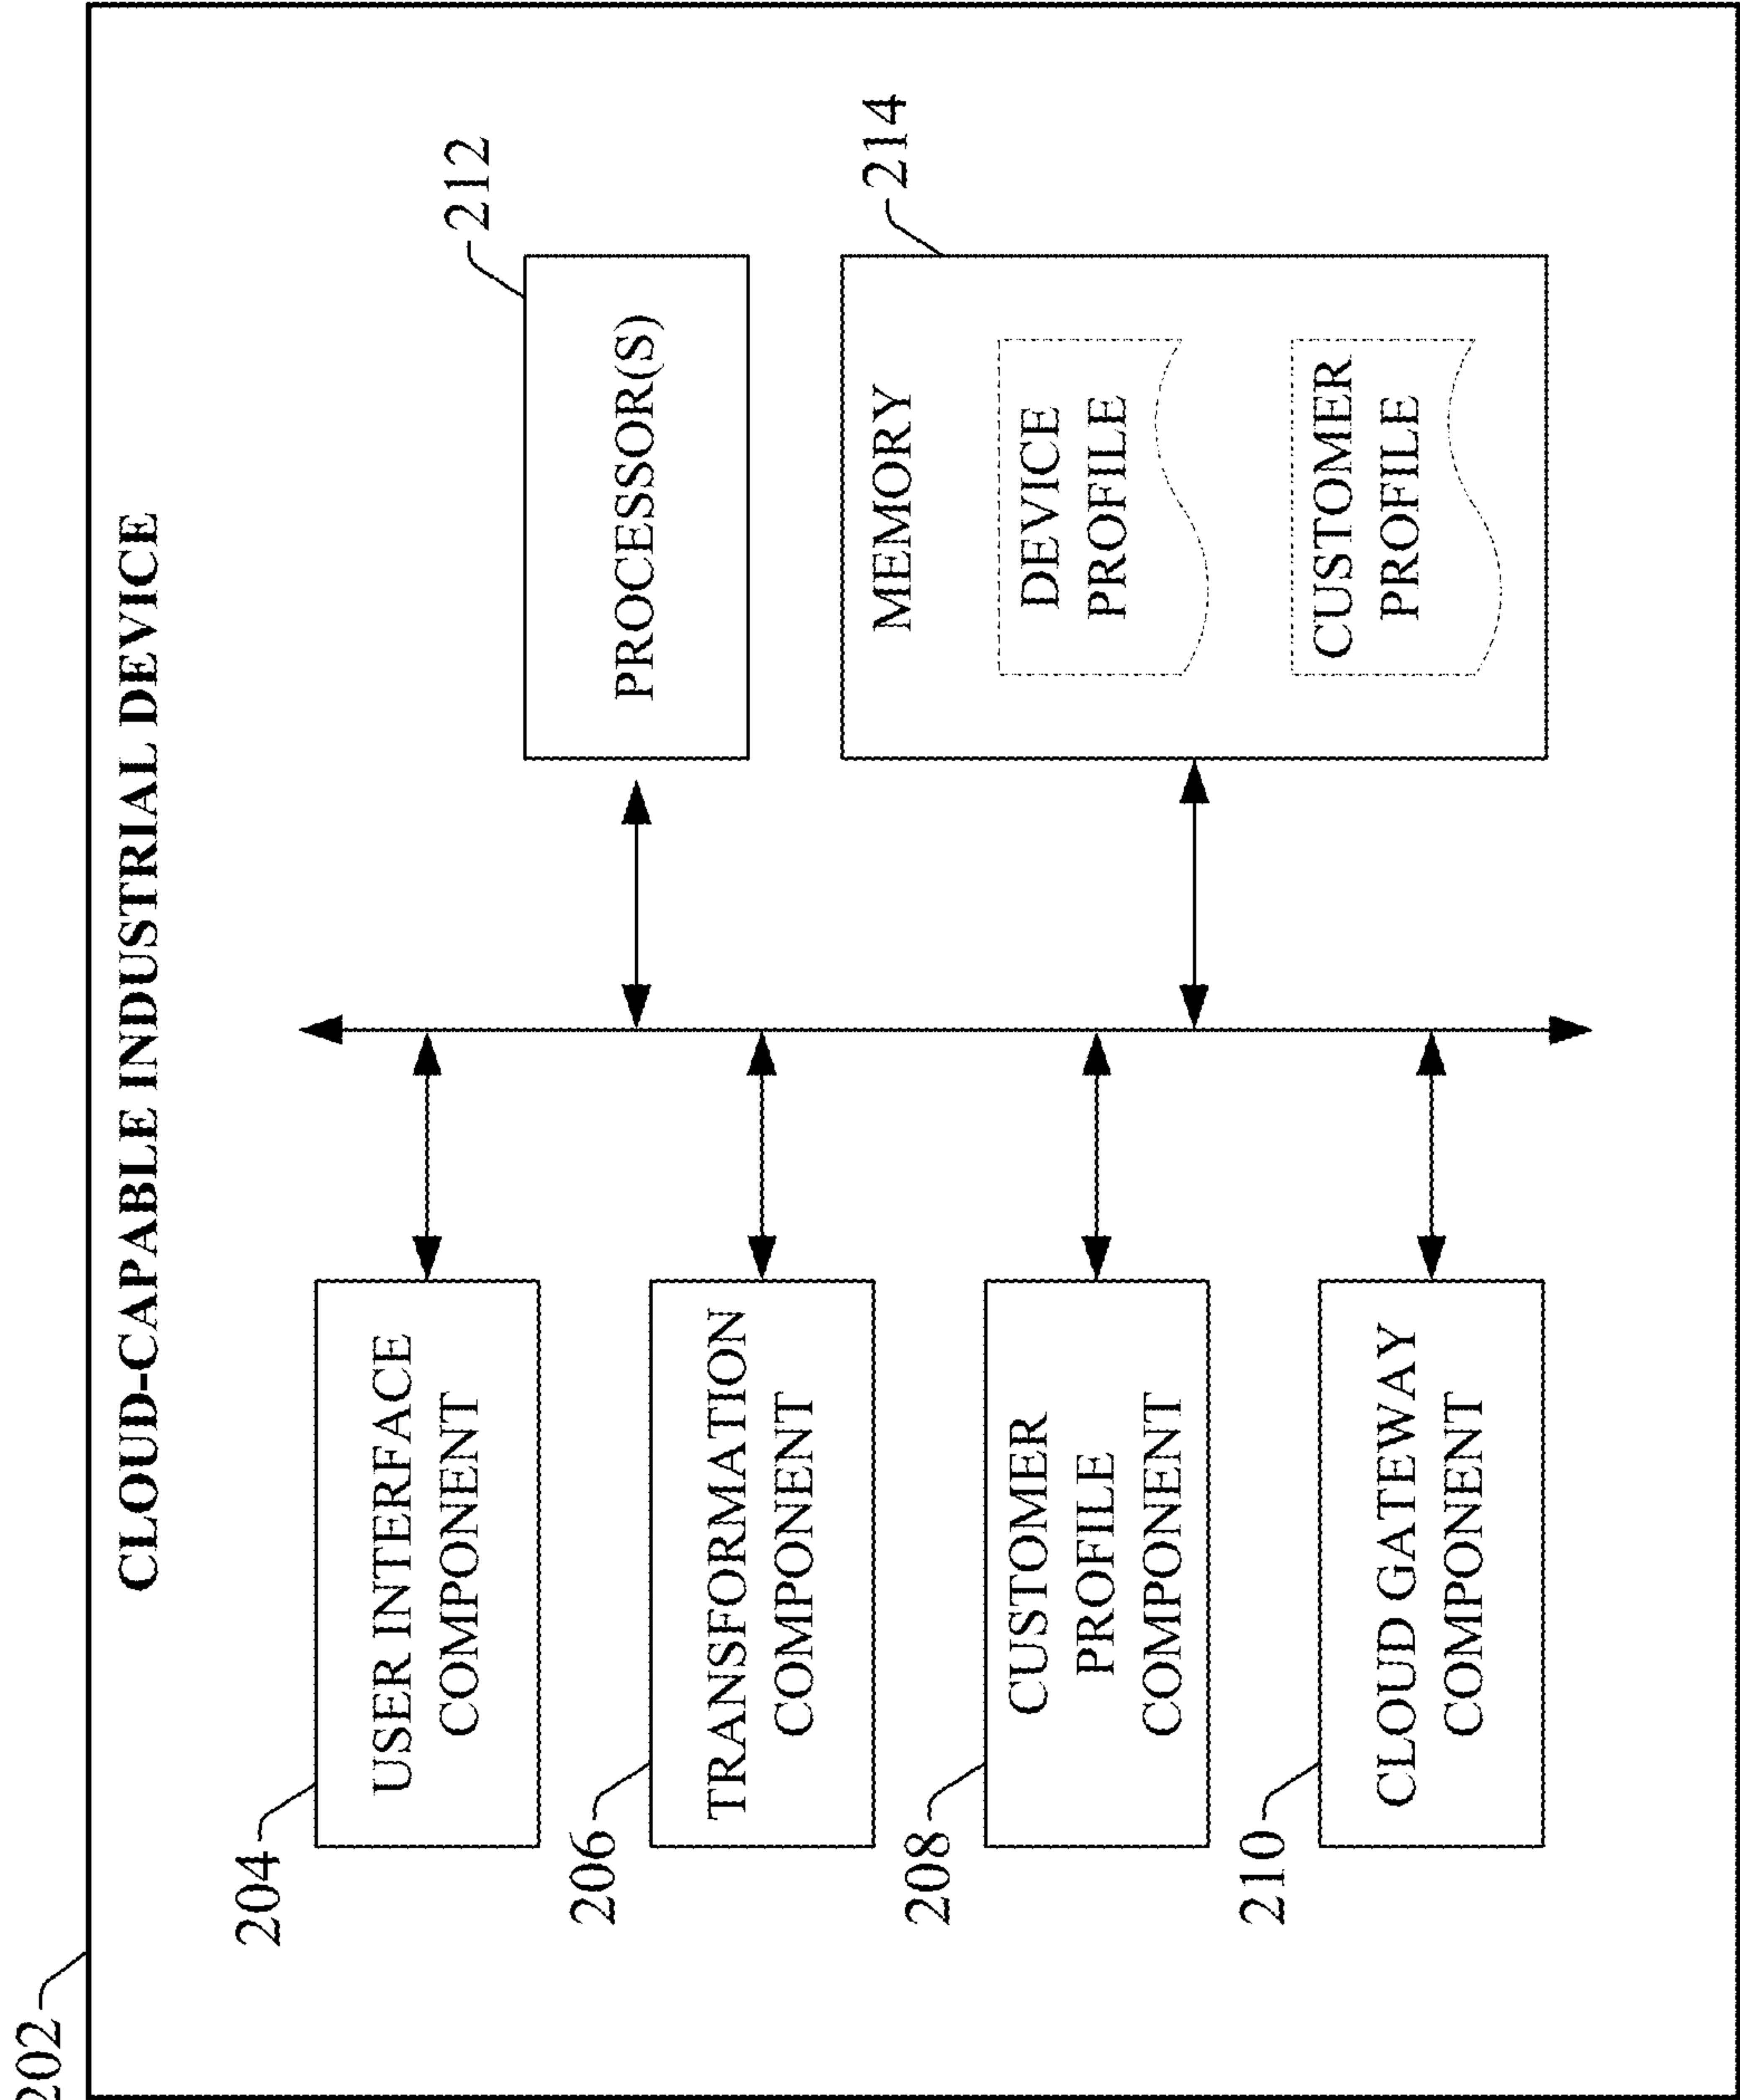 202
CLOUD-CAPABLE INDUSTRIAL DEVICE
204
USER INTERFACE
COMPONENT
206
TRANSFORMATION
COMPONENT
208
CUSTOMER
PROFILE
COMPONENT
210
CLOUD GATEWAY
COMPONENT
212
PROCESSOR(S)
214
MEMORY
DEVICE
PROFILE
CUSTOMER
PROFILE